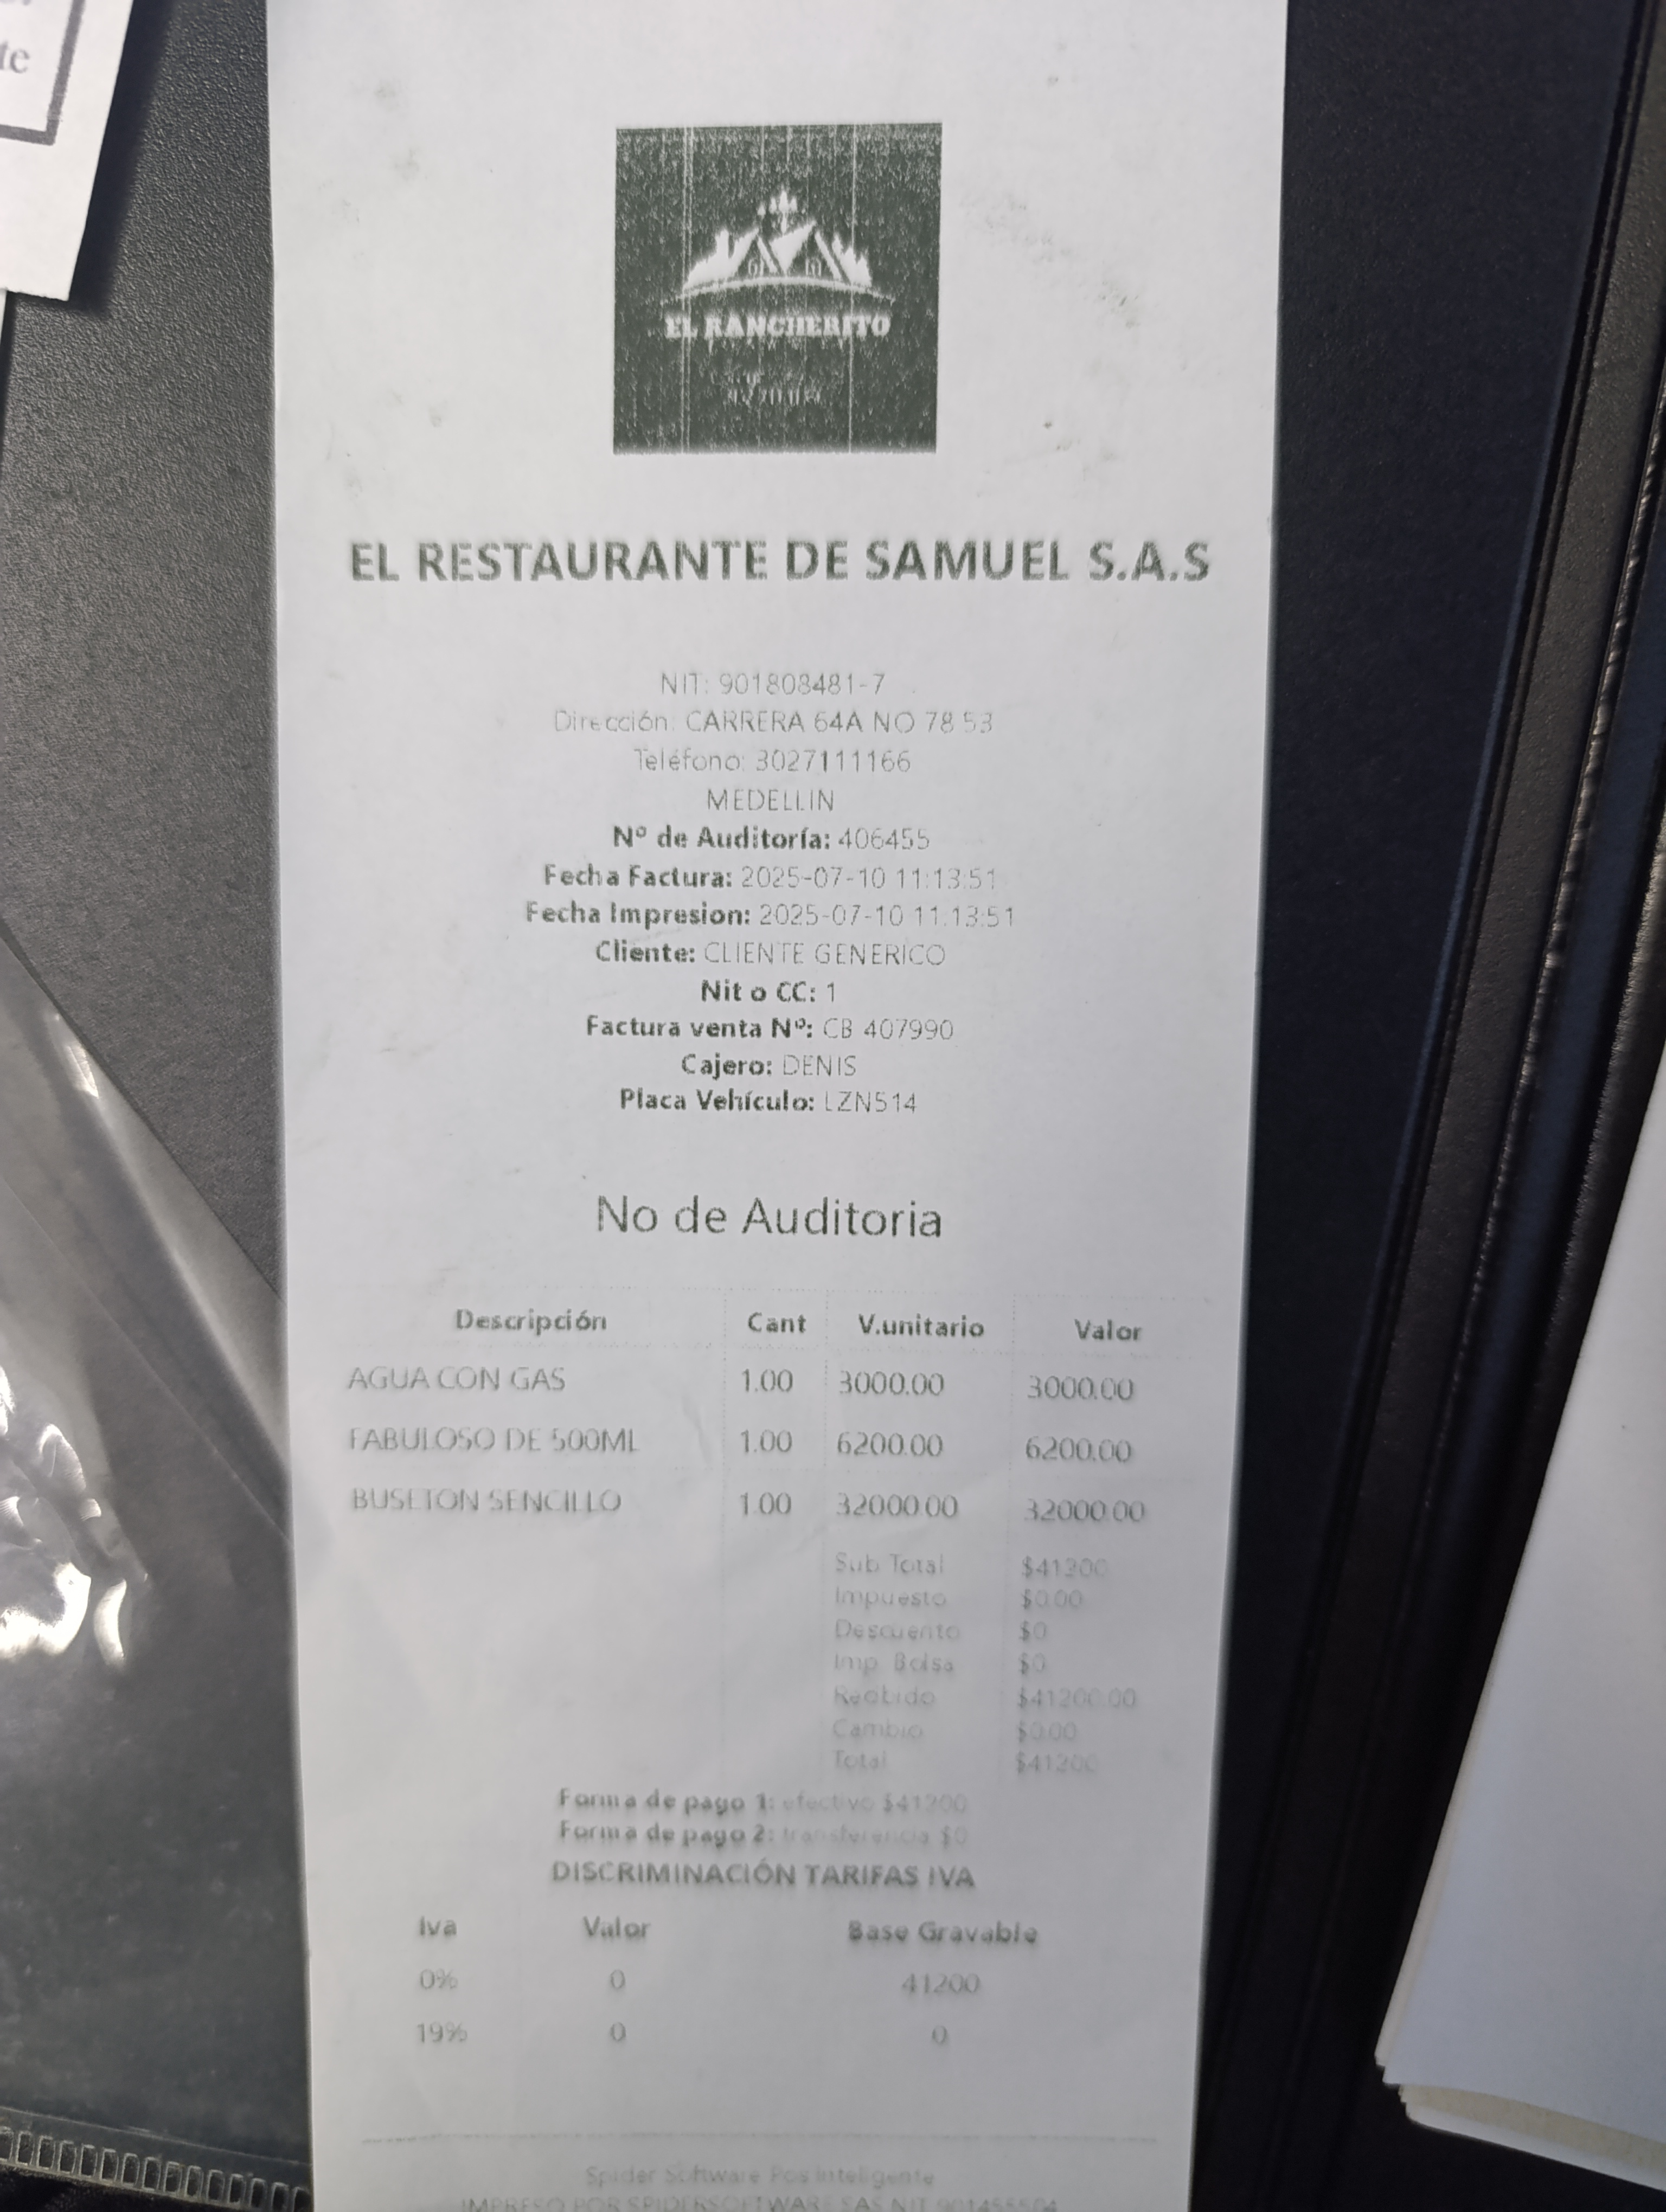 te
EL RANCHERITO
EL RESTAURANTE DE SAMUEL S.A.S
NIT: 901808481-7
Dirección: CARRERA 64A NO 78 53
Teléfono: 3027111166
MEDELLIN
Nº de Auditoría: 406455
Fecha Factura: 2025-07-10 11:13:51
Fecha Impresion: 2025-07-10 11:13:51
Cliente: CLIENTE GENERICO
Nit o CC: 1
Factura venta Nº: CB 407990
Cajero: DENIS
Placa Vehículo: LZN514
No de Auditoria
Descripción Cant V.unitario Valor
AGUA CON GAS 1.00 3000.00 3000.00
FABULOSO DE 500ML 1.00 6200.00 6200.00
BUSETON SENCILLO 1.00 32000.00 32000.00
Sub Total $41200
Impuesto $0.00
Descuento $0
Imp. Bolsa $0
Recibido $41200.00
Cambio $0.00
Total $41200
Forma de pago 1: efectivo $41200
Forma de pago 2: transferencia $0
DISCRIMINACIÓN TARIFAS IVA
Iva Valor Base Gravable
0% 0 41200
19% 0 0
Spider Software Pos Inteligente
IMPRESO POR SPIDERSOFTWARE SAS NIT 901455504